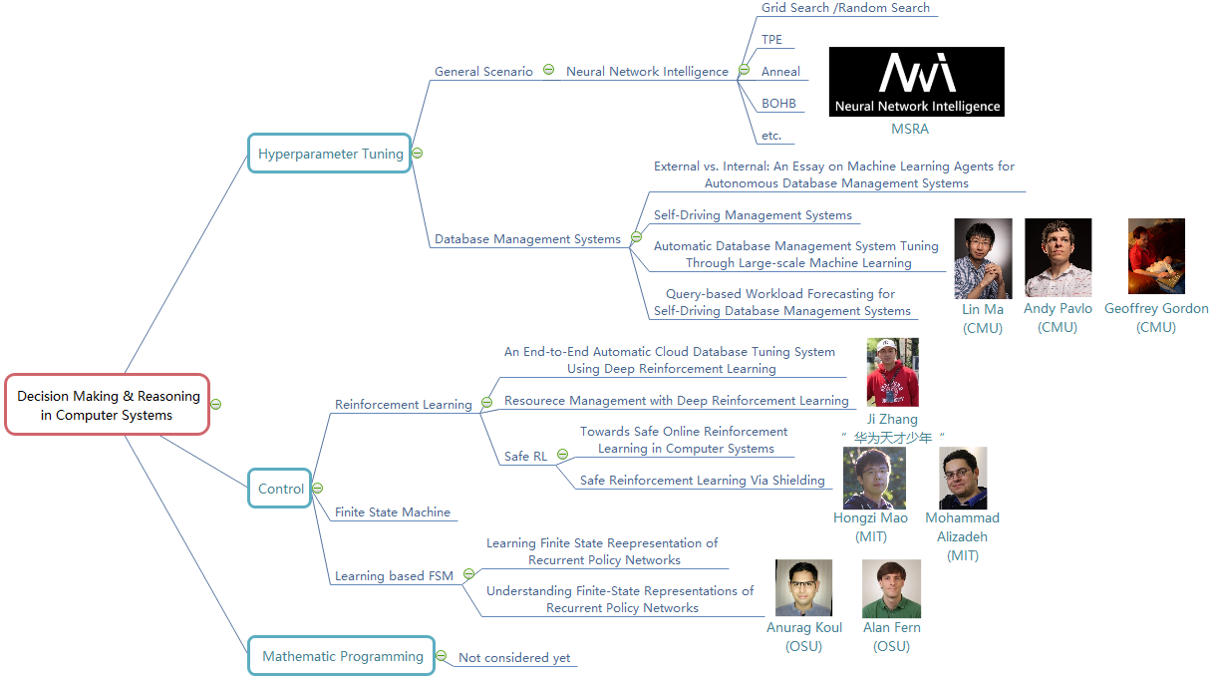 Grid Search /Random Search
TPE
General Scenario
Neural Network Intelligence
Anneal
BOHB
etc.
Neural Network Intelligence
MSRA
Hyperparameter Tuning
External vs. Internal: An Essay on Machine Learning Agents for
Autonomous Database Management Systems
Self-Driving Management Systems
Database Management Systems
Automatic Database Management System Tuning
Through Large-scale Machine Learning
Query-based Workload Forecasting for
Self-Driving Database Management Systems
Lin Ma
(CMU)
Andy Pavlo
(CMU)
Geoffrey Gordon
(CMU)
Decision Making & Reasoning
in Computer Systems
An End-to-End Automatic Cloud Database Tuning System
Using Deep Reinforcement Learning
Reinforcement Learning
Resourece Management with Deep Reinforcement Learning
Ji Zhang
“ 华为天才少年 “
Safe RL
Towards Safe Online Reinforcement
Learning in Computer Systems
Safe Reinforcement Learning Via Shielding
Control
Finite State Machine
Hongzi Mao
(MIT)
Mohammad
Alizadeh
(MIT)
Learning based FSM
Learning Finite State Reepresentation of
Recurrent Policy Networks
Understanding Finite-State Representations of
Recurrent Policy Networks
Anurag Koul
(OSU)
Alan Fern
(OSU)
Mathematic Programming
Not considered yet